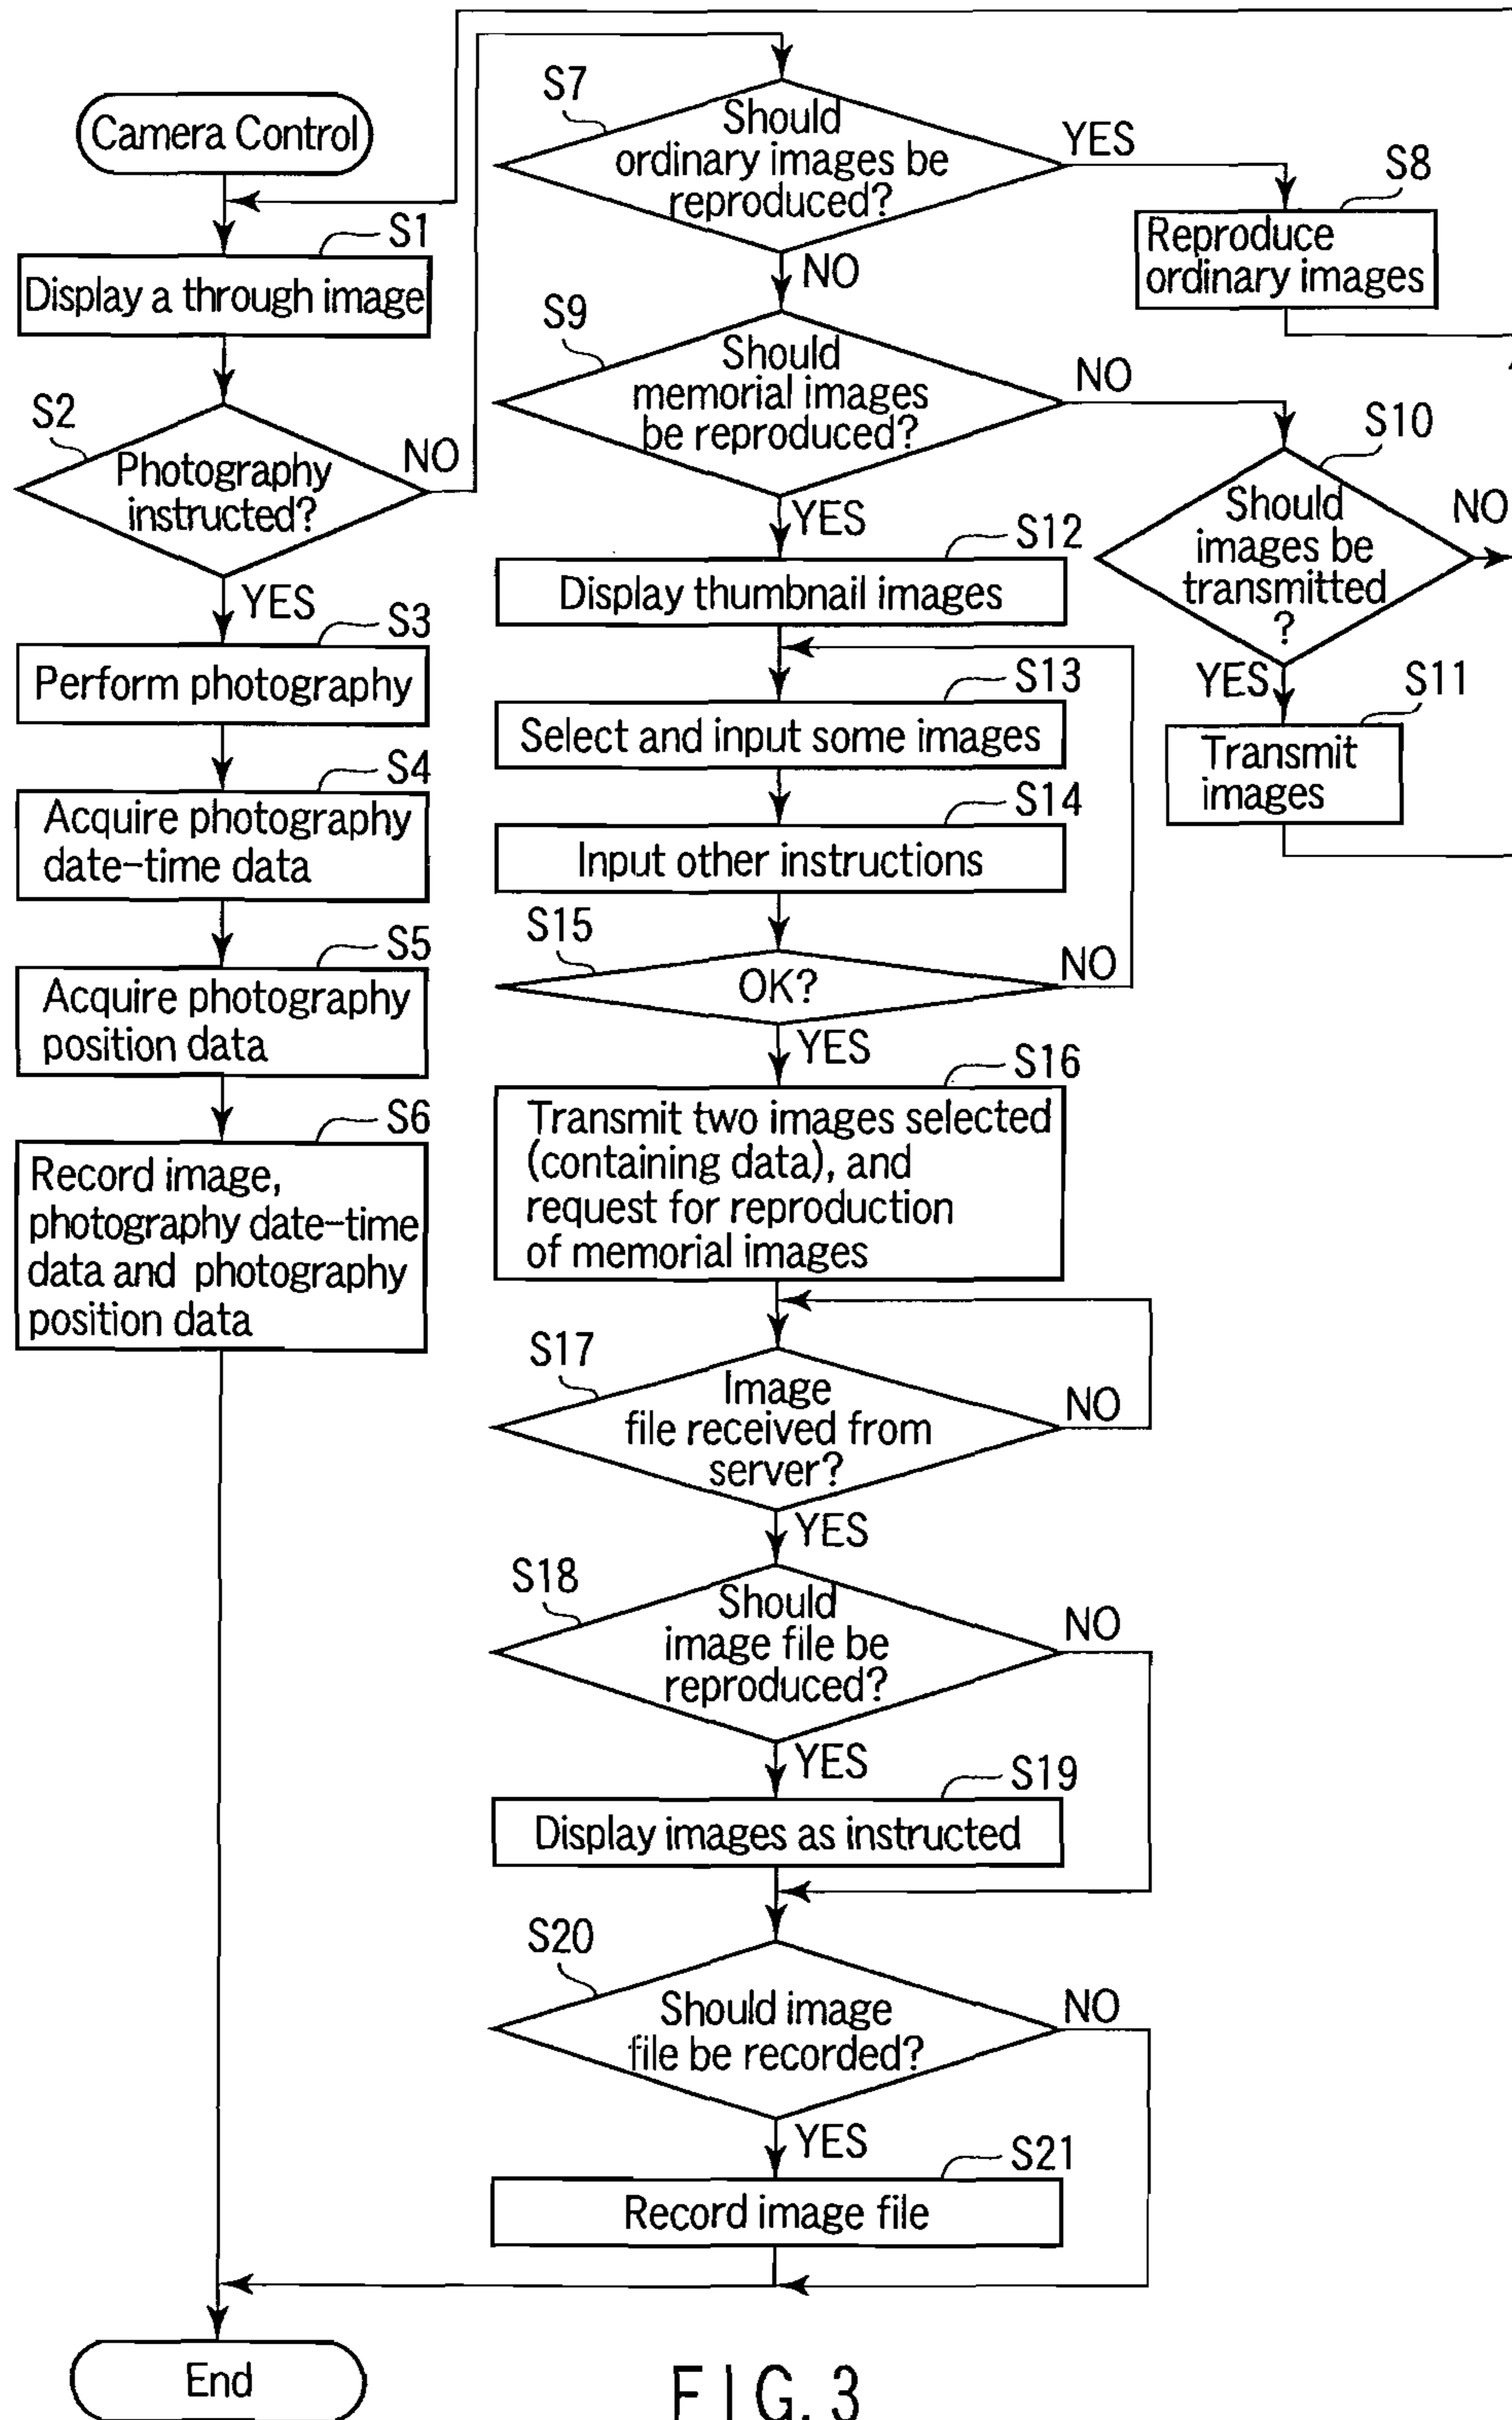 Camera Control
S1
Display a through image
S2
Photography
instructed?
NO
YES
S3
Perform photography
S4
Acquire photography
date-time data
S5
Acquire photography
position data
S6
Record image,
photography date-time
data and photography
position data
End
S7
Should
ordinary images be
reproduced?
YES
NO
S8
Reproduce
ordinary images
S9
Should
memorial images
be reproduced?
NO
YES
S10
Should
images be
transmitted
?
NO
YES
S11
Transmit
images
S12
Display thumbnail images
S13
Select and input some images
S14
Input other instructions
S15
OK?
NO
YES
S16
Transmit two images selected
(containing data), and
request for reproduction
of memorial images
S17
Image
file received from
server?
NO
YES
S18
Should
image file be
reproduced?
NO
YES
S19
Display images as instructed
S20
Should image
file be recorded?
NO
YES
S21
Record image file
FIG. 3